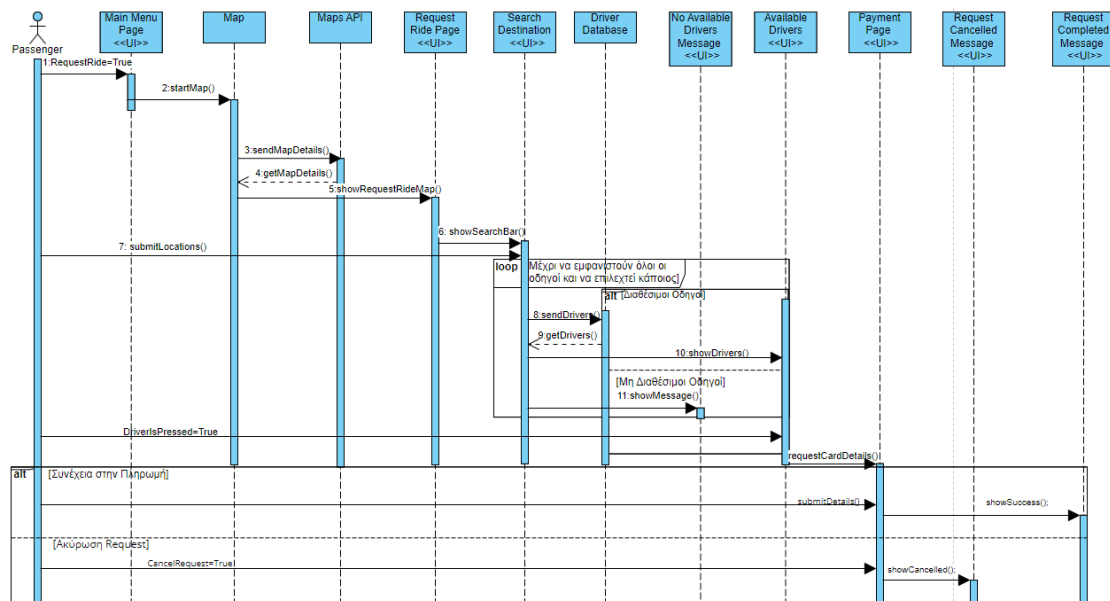 Passenger
Main Menu
Page
<<UI>>
Map
Maps API
Request
Ride Page
<<UI>>
Search
Destination
<<UI>>
Driver
Database
No Available
Drivers
Message
<<UI>>
Available
Drivers
<<UI>>
Payment
Page
<<UI>>
Request
Cancelled
Message
<<UI>>
Request
Completed
Message
<<UI>>
1:RequestRide=True
2:startMap()
3:sendMapDetails()
4:getMapDetails()
5:showRequestRideMap()
6: showSearchBar()
7: submitLocations()
loop
[Μέχρι να εμφανιστούν όλοι οι
οδηγοί και να επιλεχτεί κάποιος]
alt
[Διαθέσιμοι Οδηγοί]
8:sendDrivers()
9:getDrivers()
10:showDrivers()
[Μη Διαθέσιμοι Οδηγοί]
11:showMessage()
DriverIsPressed=True
requestCardDetails()
alt
[Συνέχεια στην Πληρωμή]
submitDetails()
showSuccess();
[Ακύρωση Request]
CancelRequest=True
showCancelled();